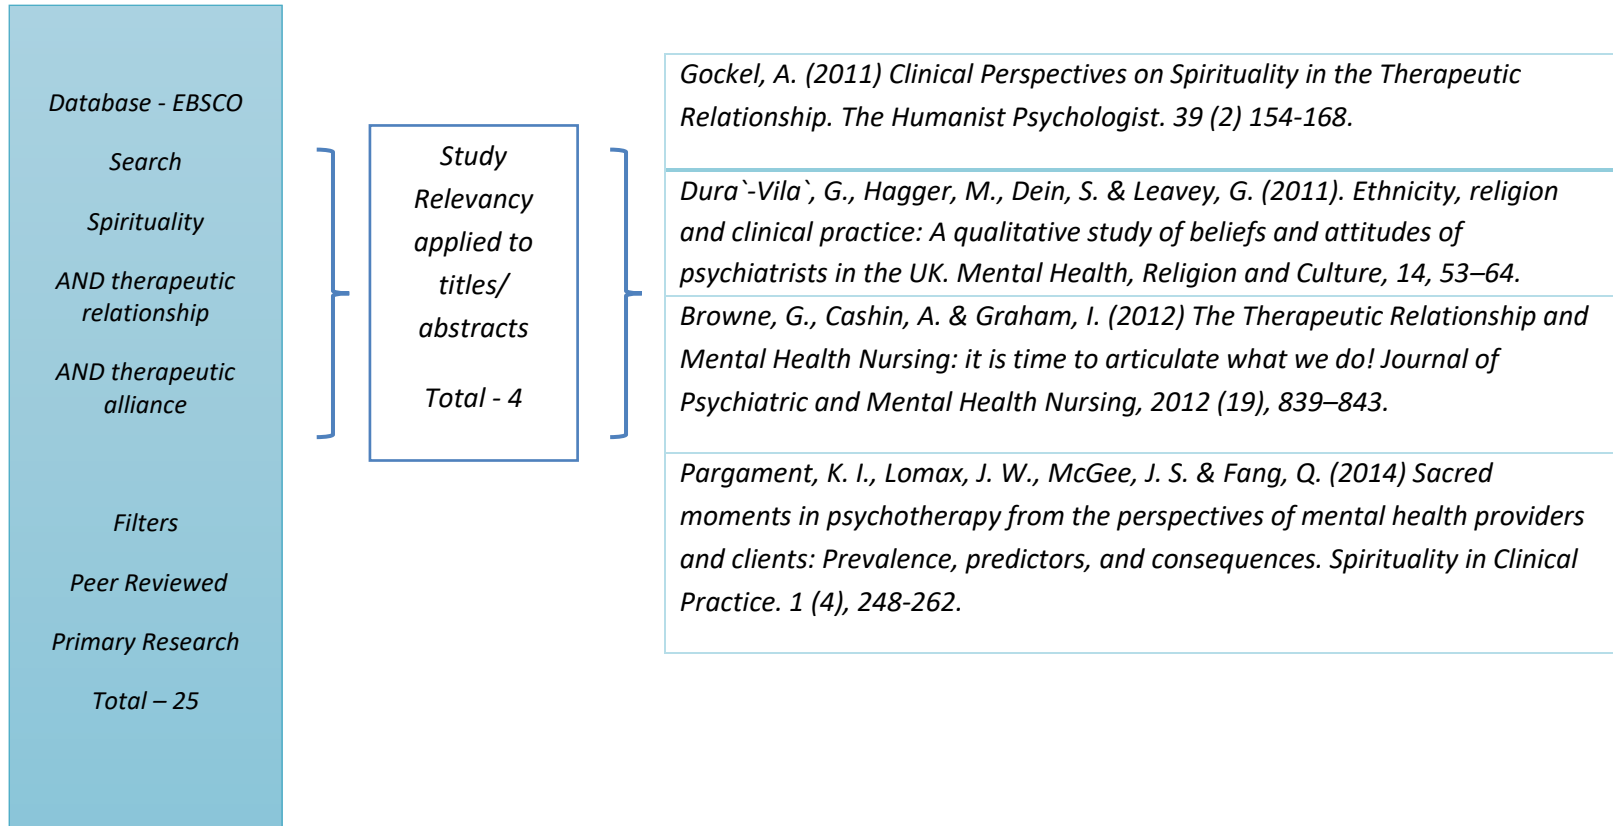 Database - EBSCO
Search
Spirituality
AND therapeutic
relationship
AND therapeutic
alliance
Filters
Peer Reviewed
Primary Research
Total – 25
Study
Relevancy
applied to
titles/
abstracts
Total - 4
Gockel, A. (2011) Clinical Perspectives on Spirituality in the Therapeutic
Relationship. The Humanist Psychologist. 39 (2) 154-168.
Dura`-Vila`, G., Hagger, M., Dein, S. & Leavey, G. (2011). Ethnicity, religion
and clinical practice: A qualitative study of beliefs and attitudes of
psychiatrists in the UK. Mental Health, Religion and Culture, 14, 53–64.
Browne, G., Cashin, A. & Graham, I. (2012) The Therapeutic Relationship and
Mental Health Nursing: it is time to articulate what we do! Journal of
Psychiatric and Mental Health Nursing, 2012 (19), 839–843.
Pargament, K. I., Lomax, J. W., McGee, J. S. & Fang, Q. (2014) Sacred
moments in psychotherapy from the perspectives of mental health providers
and clients: Prevalence, predictors, and consequences. Spirituality in Clinical
Practice. 1 (4), 248-262.